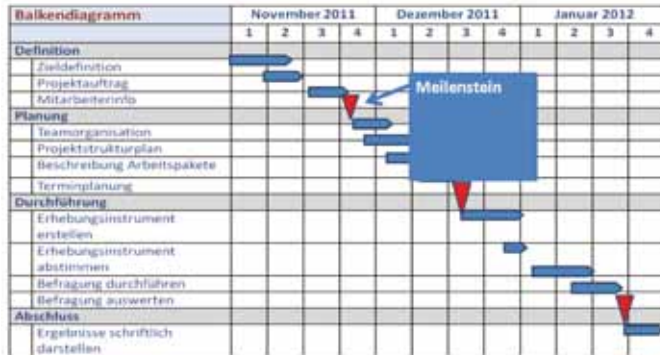 Balkendiagramm November 2011 Dezember 2011 Januar 2012
1 2 3 4 1 2 3 4 1 2 3 4
Definition
Zieldefinition
Projektauftrag
Mitarbeiterinfo
Meilenstein
Planung
Teamorganisation
Projektstrukturplan
Beschreibung Arbeitspakete
Terminplanung
Durchführung
Erhebungsinstrument
erstellen
Erhebungsinstrument
abstimmen
Befragung durchführen
Befragung auswerten
Abschluss
Ergebnisse schriftlich
darstellen